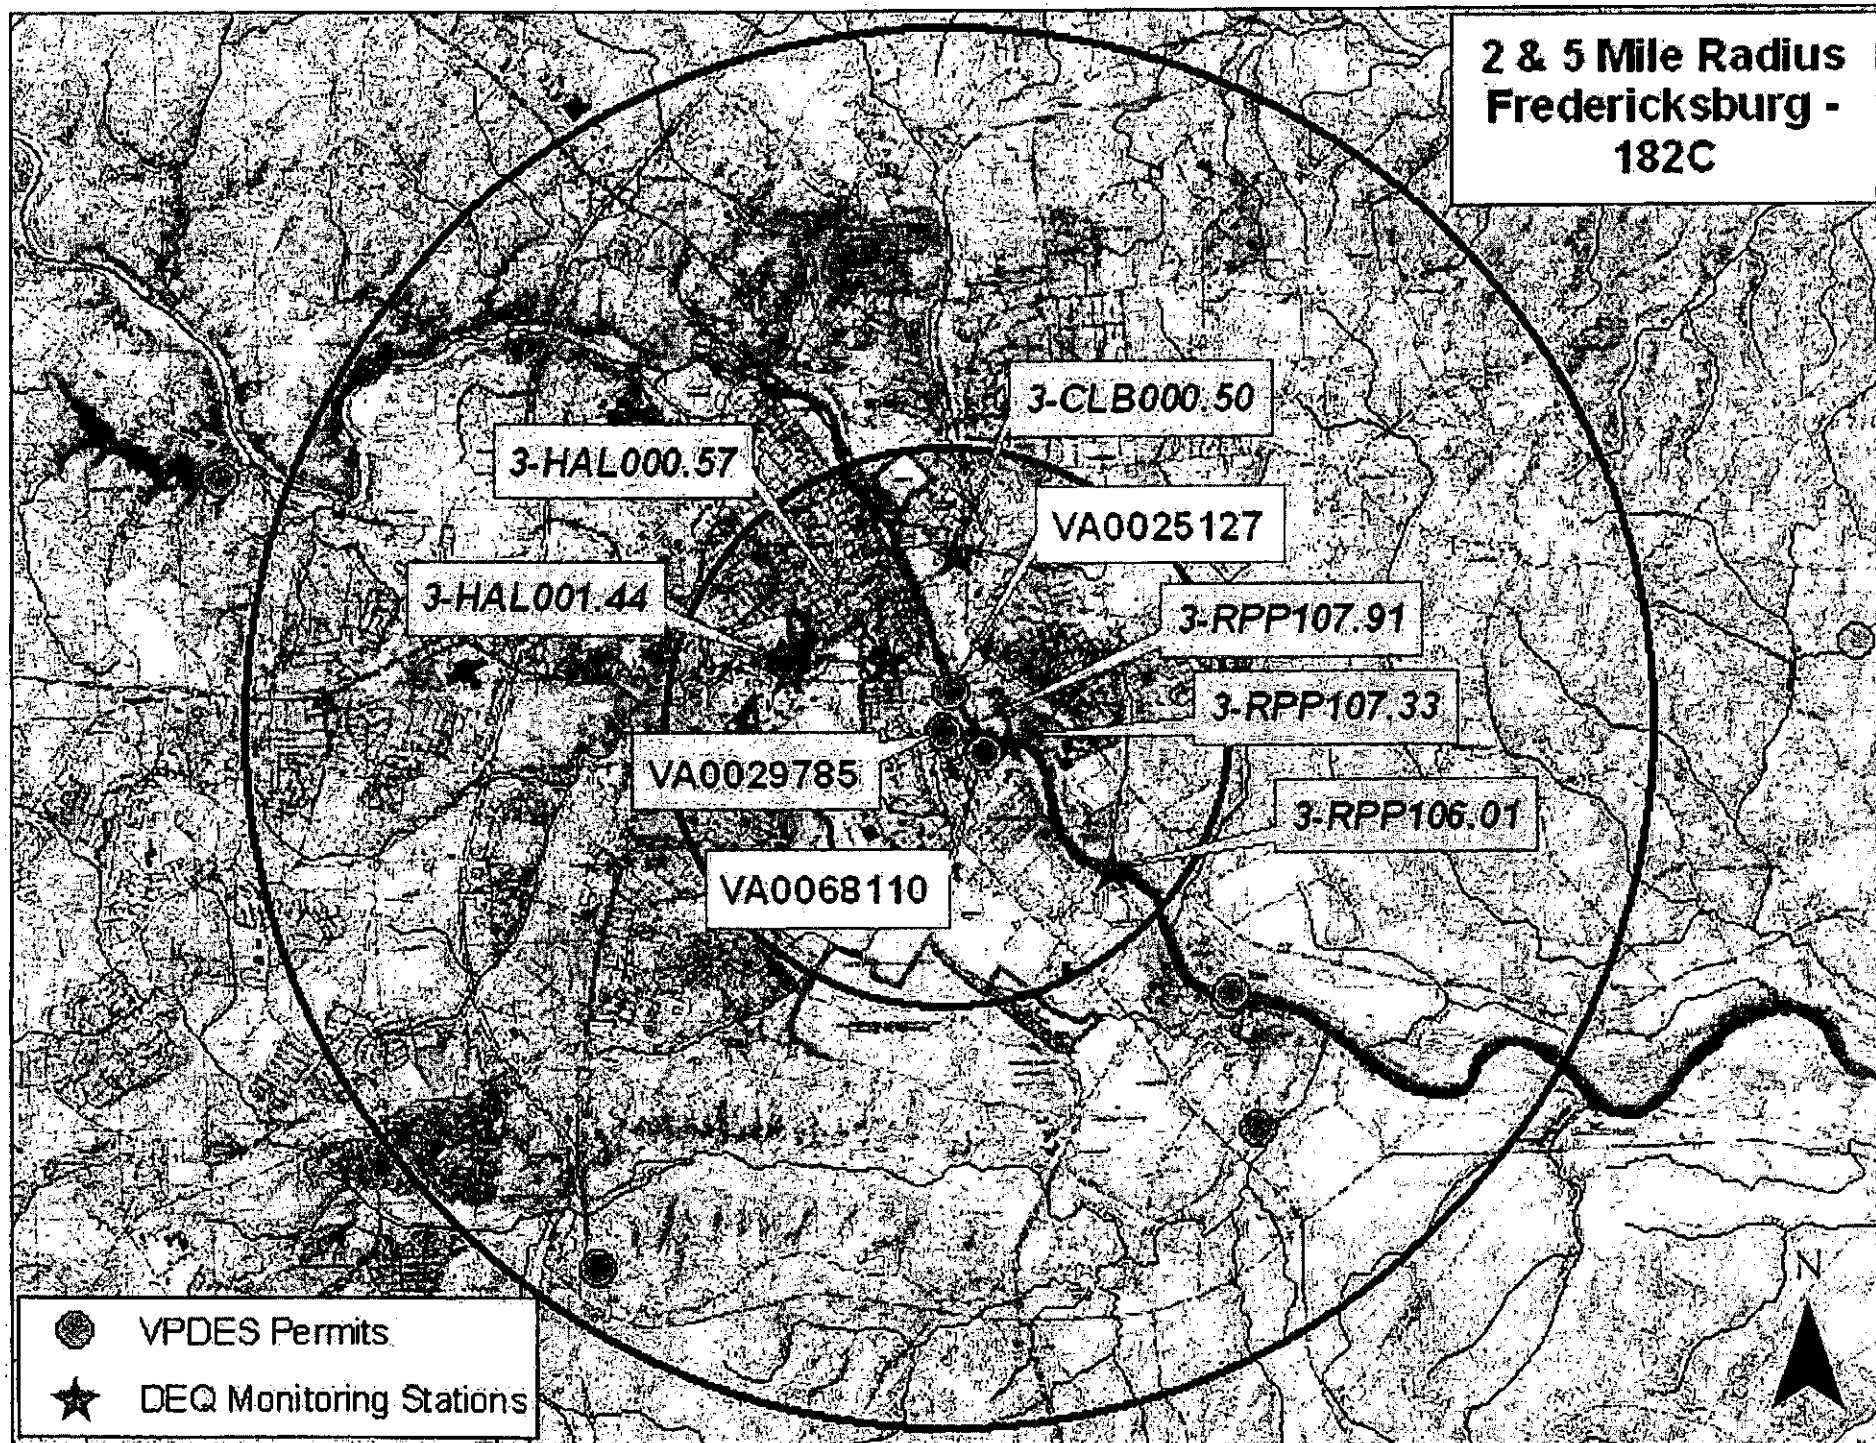 2 & 5 Mile Radius
Fredericksburg -
182C
3-CLB000.50
3-HAL000.57
VA0025127
3-HAL001.44
3-RPP107.91
3-RPP107.33
VA0029785
3-RPP106.01
VA0068110
N
VPDES Permits
DEQ Monitoring Stations